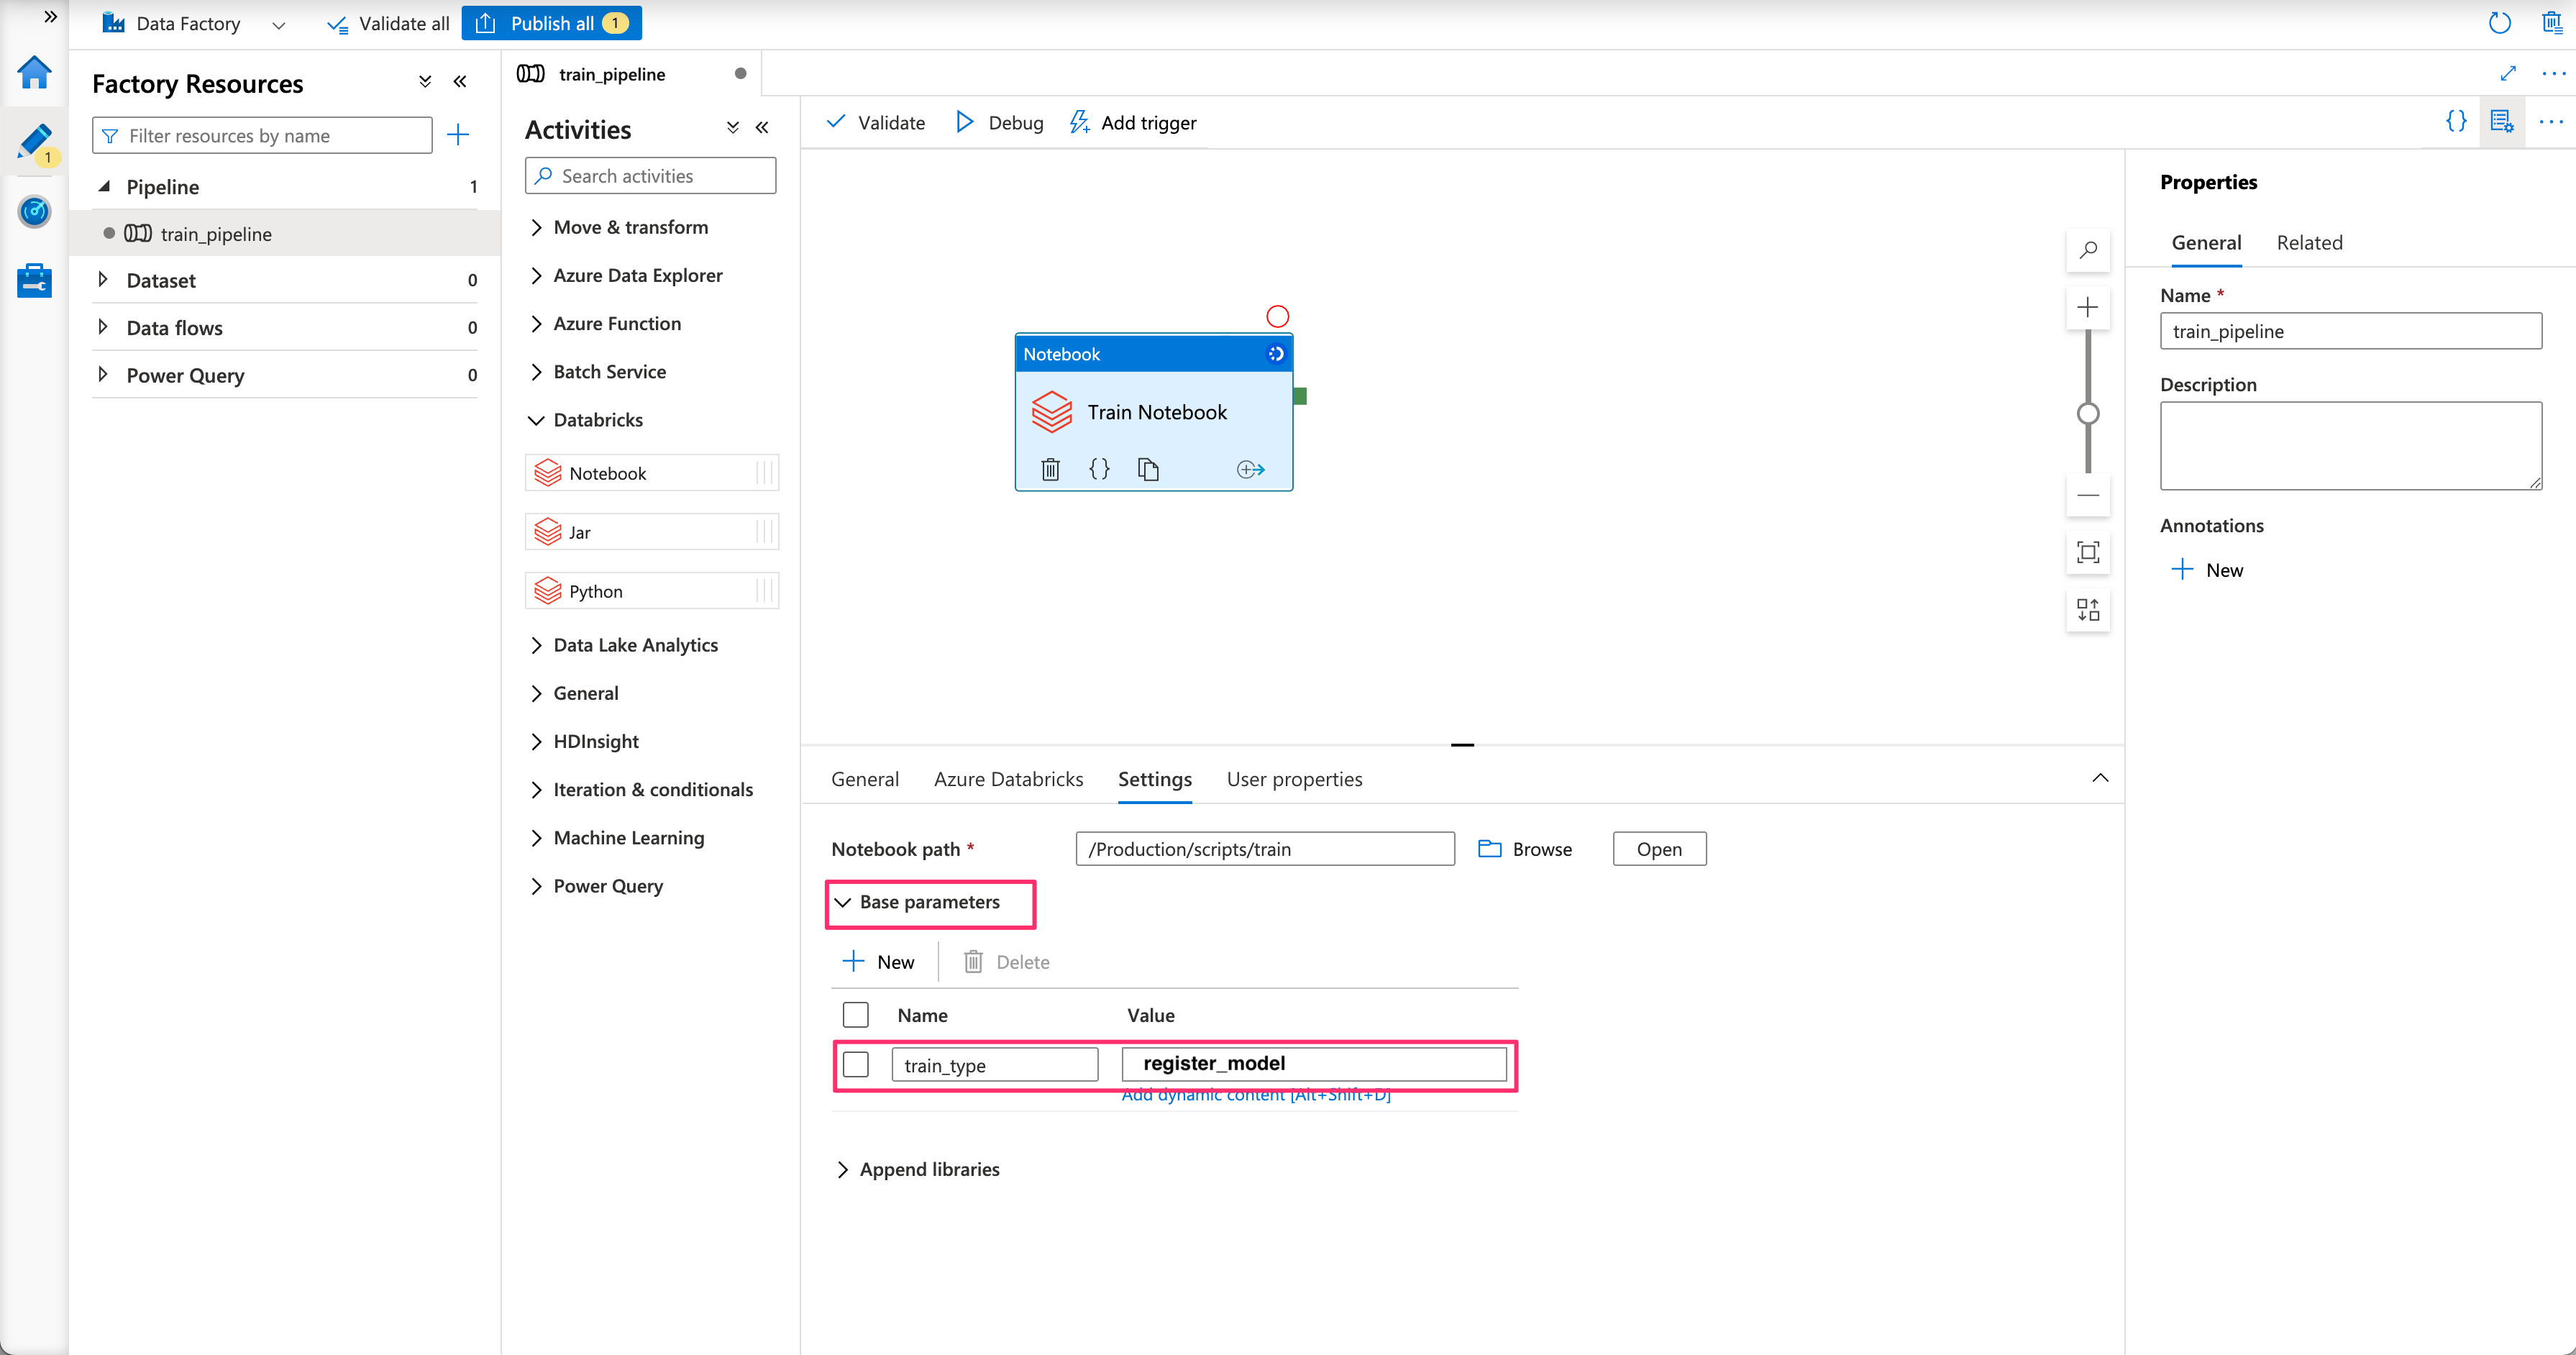 Data Factory
Validate all
Publish all 1
1
Factory Resources
Filter resources by name
Pipeline 1
train_pipeline
Dataset 0
Data flows 0
Power Query 0
train_pipeline
Activities
Search activities
Move & transform
Azure Data Explorer
Azure Function
Batch Service
Databricks
Notebook
Jar
Python
Data Lake Analytics
General
HDInsight
Iteration & conditionals
Machine Learning
Power Query
Validate
Debug
Add trigger
Notebook
Train Notebook
General
Azure Databricks
Settings
User properties
Notebook path *
/Production/scripts/train
Browse
Open
Base parameters
New
Delete
Name
Value
train_type
register_model
Add dynamic content [Alt+Shift+D]
Append libraries
Properties
General
Related
Name *
train_pipeline
Description
Annotations
New